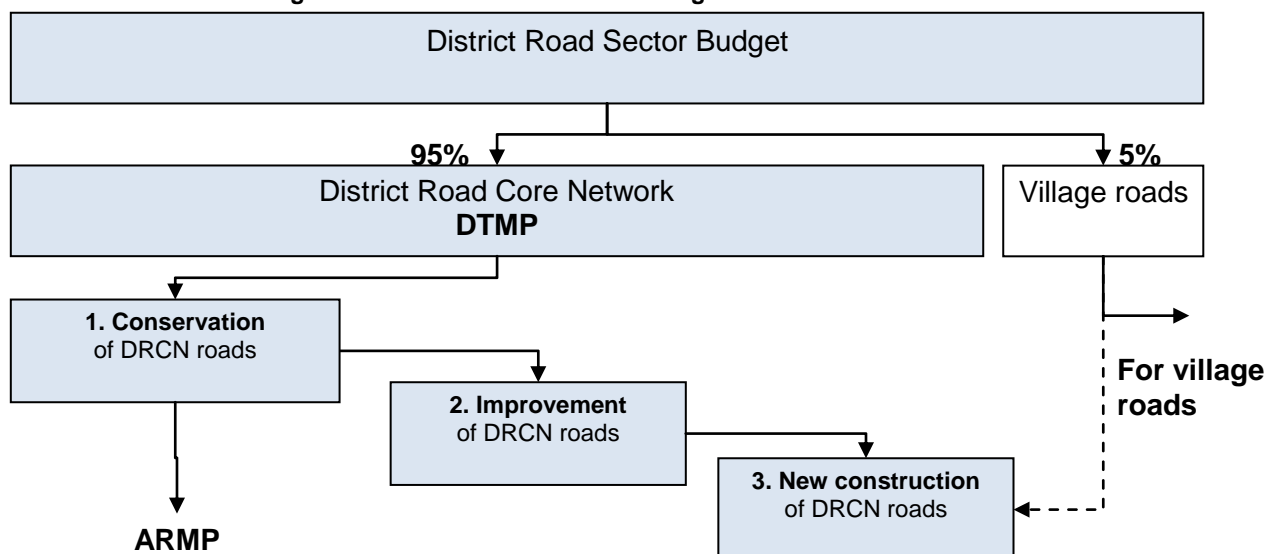 District Road Sector Budget
95%
5%
District Road Core Network
DTMP
Village roads
1. Conservation
of DRCN roads
2. Improvement
of DRCN roads
For village
roads
3. New construction
of DRCN roads
ARMP